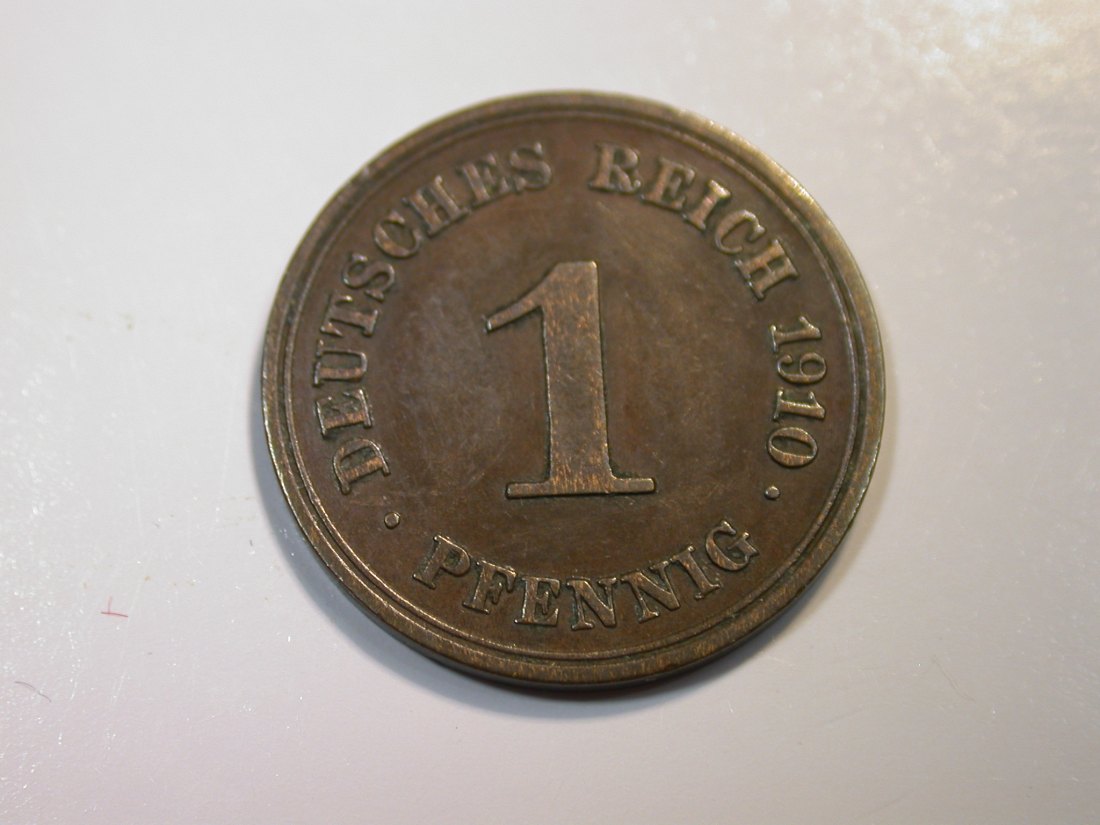 DEUTSCHES REICH 1910
1
· PFENNIG ·